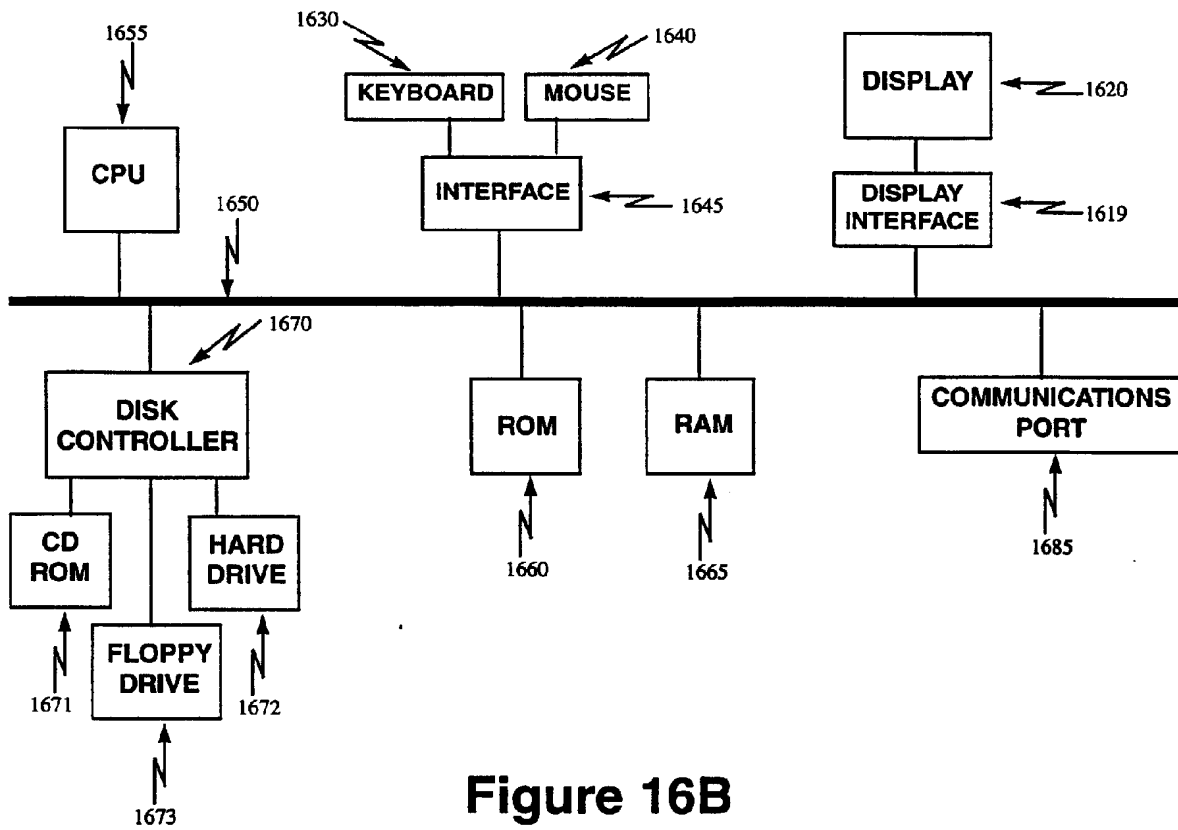 1655
1630
1640
KEYBOARD
MOUSE
DISPLAY
1620
CPU
INTERFACE
1645
DISPLAY
INTERFACE
1619
1650
1670
DISK
CONTROLLER
ROM
RAM
COMMUNICATIONS
PORT
CD
ROM
HARD
DRIVE
1660
1665
1685
FLOPPY
DRIVE
1671
1672
1673
Figure 16B